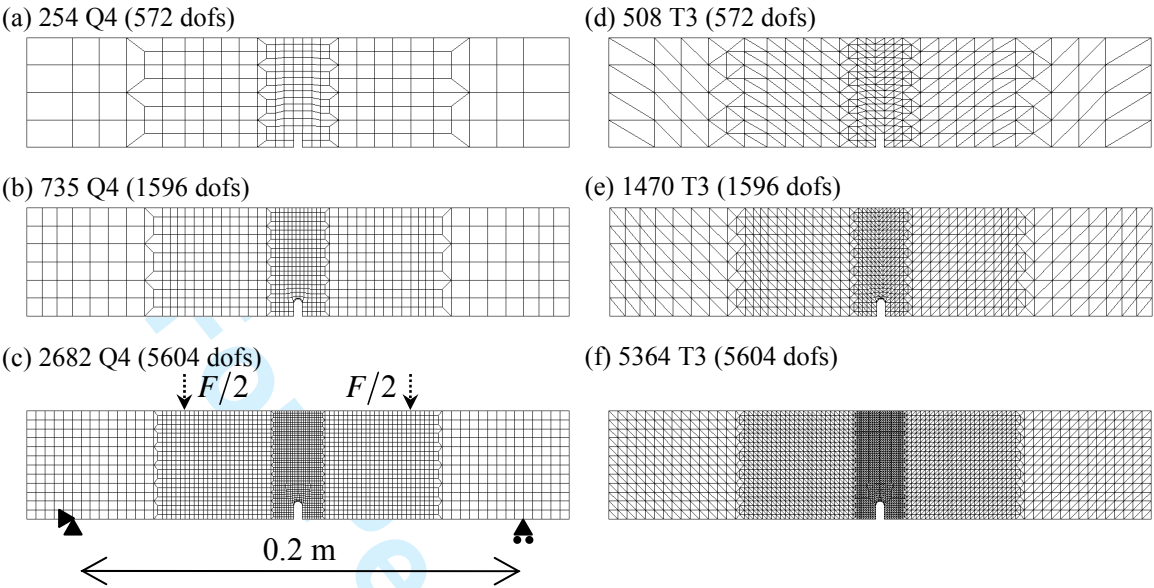 (a) 254 Q4 (572 dofs)
(d) 508 T3 (572 dofs)
(b) 735 Q4 (1596 dofs)
(e) 1470 T3 (1596 dofs)
(c) 2682 Q4 (5604 dofs)
(f) 5364 T3 (5604 dofs)
F/2 F/2
0.2 m